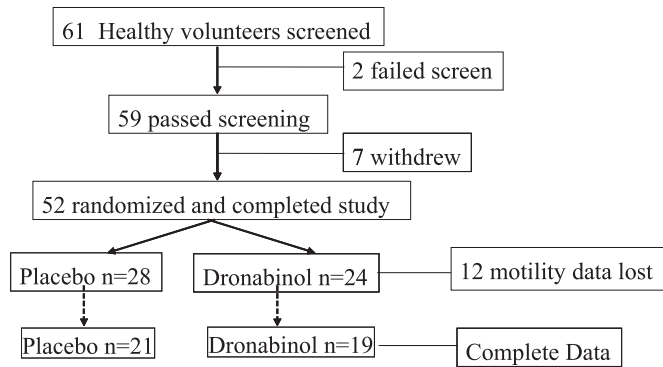 61 Healthy volunteers screened
2 failed screen
59 passed screening
7 withdrew
52 randomized and completed study
Placebo n=28
Dronabinol n=24
12 motility data lost
Placebo n=21
Dronabinol n=19
Complete Data